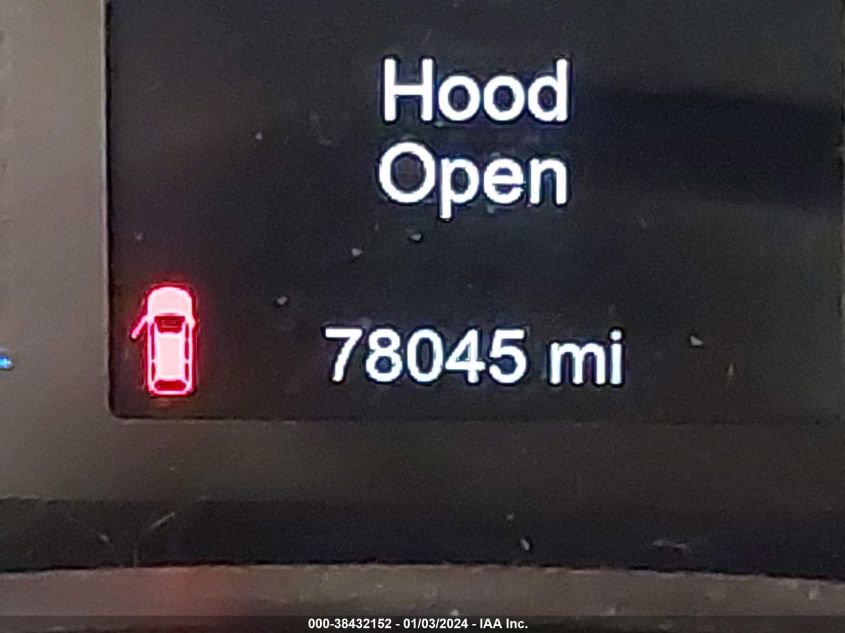 Hood
Open
78045 mi
000-38432152 - 01/03/2024 - IAA Inc.